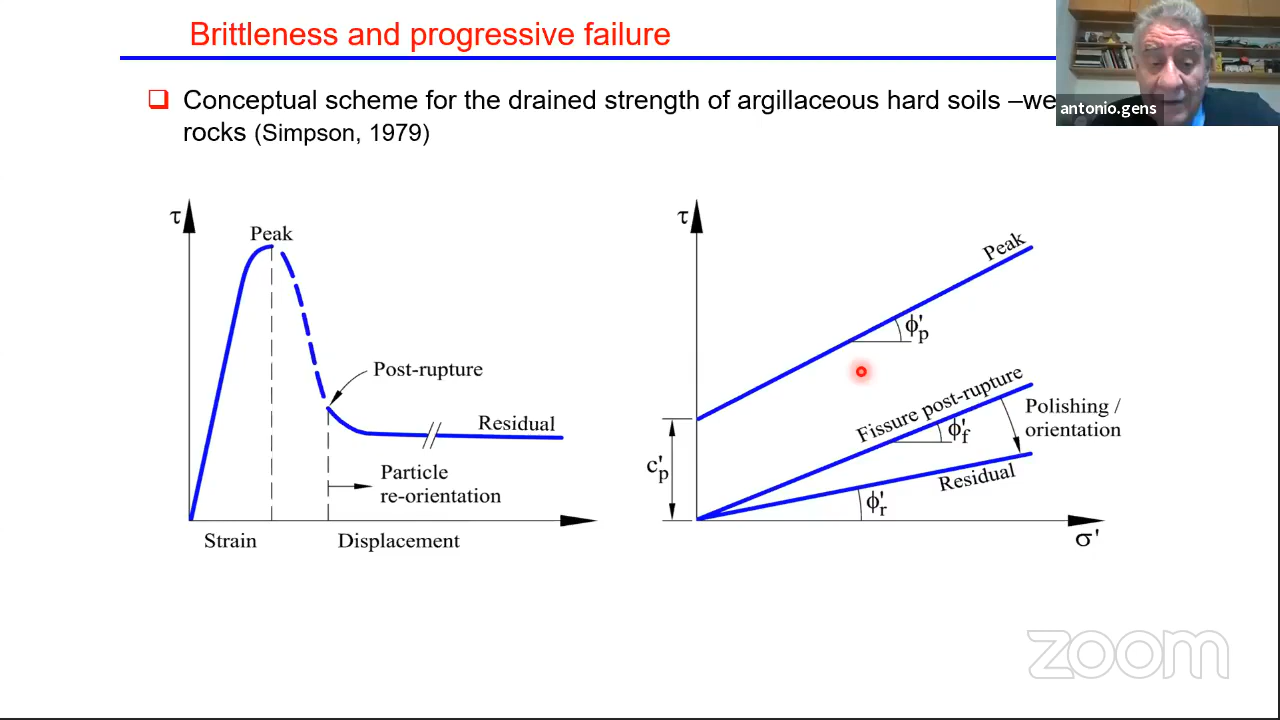 Brittleness and progressive failure
antonio.gens
Conceptual scheme for the drained strength of argillaceous hard soils –we
rocks (Simpson, 1979)
τ
Peak
Post-rupture
Residual
Particle
re-orientation
Strain
Displacement
τ
Peak
ϕ'p
Fissure post-rupture
ϕ'f
Polishing /
orientation
c'p
Residual
ϕ'r
σ'
zoom